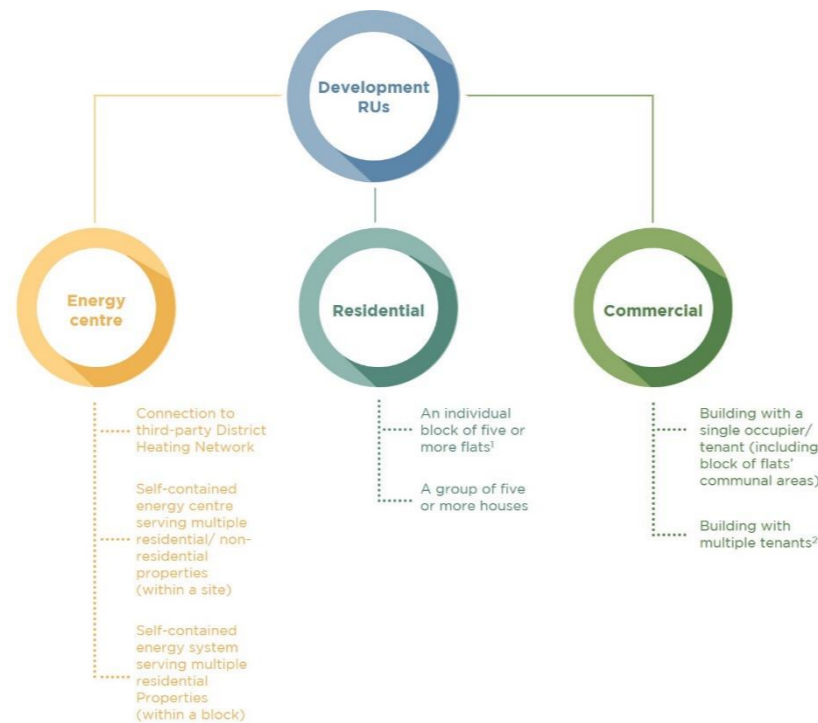 Development
RUs
Energy
centre
Residential
Commercial
Connection to
third-party District
Heating Network
Self-contained
energy centre
serving multiple
residential/ non-
residential
properties
(within a site)
Self-contained
energy system
serving multiple
residential
Properties
(within a block)
An individual
block of five or
more flats¹
A group of five
or more houses
Building with a
single occupier/
tenant (including
block of flats'
communal areas)
Building with
multiple tenants²